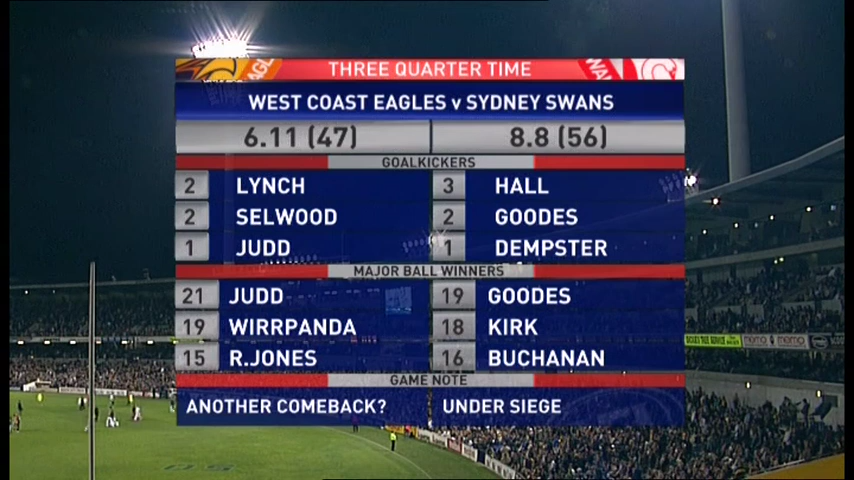 THREE QUARTER TIME
WEST COAST EAGLES v SYDNEY SWANS
6.11 (47) 8.8 (56)
GOALKICKERS
2 LYNCH 3 HALL
2 SELWOOD 2 GOODES
1 JUDD 1 DEMPSTER
MAJOR BALL WINNERS
21 JUDD 19 GOODES
19 WIRRPANDA 18 KIRK
15 R.JONES 16 BUCHANAN
GAME NOTE
ANOTHER COMEBACK? UNDER SIEGE